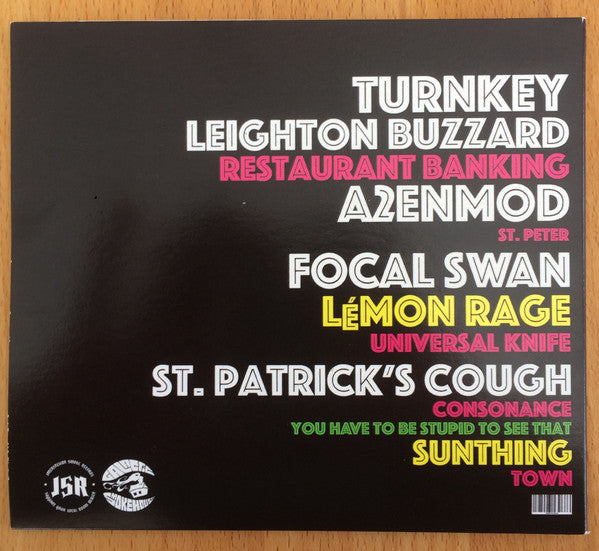 TURNKEY
LEIGHTON BUZZARD
RESTAURANT BANKING
A2ENMOD
ST. PETER
FOCAL SWAN
LÉMON RAGE
UNIVERSAL KNIFE
ST. PATRICK'S COUGH
CONSONANCE
YOU HAVE TO BE STUPID TO SEE THAT
SUNTHING
TOWN
JSR
SMOKEHOUSE